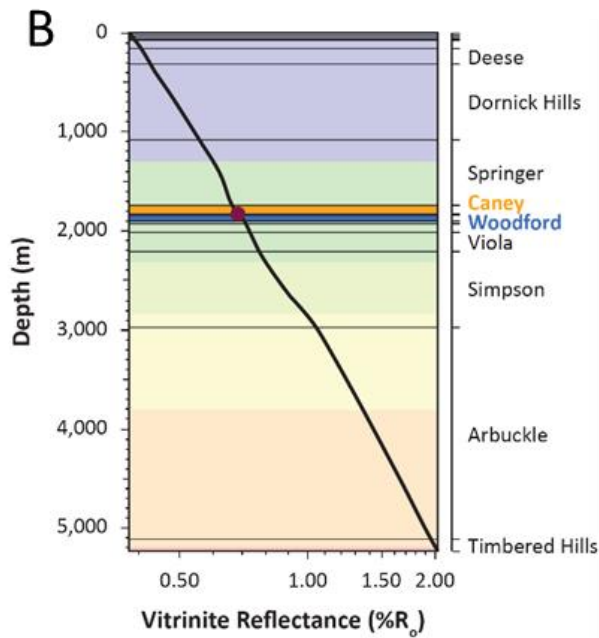 B
0
1,000
2,000
3,000
4,000
5,000
Depth (m)
Deese
Dornick Hills
Springer
Caney
Woodford
Viola
Simpson
Arbuckle
Timbered Hills
0.50 1.00 1.50 2.00
Vitrinite Reflectance (%Ro)